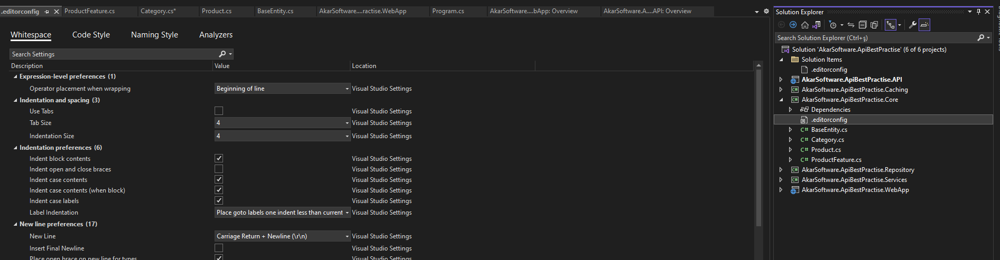 .editorconfig ProductFeature.cs Category.cs* Product.cs BaseEntity.cs AkarSoftware....ractise.WebApp Program.cs AkarSoftware....bApp: Overview AkarSoftware.A....API: Overview
Whitespace Code Style Naming Style Analyzers
Search Settings
Description Value Location
Expression-level preferences (1)
Operator placement when wrapping Beginning of line Visual Studio Settings
Indentation and spacing (3)
Use Tabs Visual Studio Settings
Tab Size 4 Visual Studio Settings
Indentation Size 4 Visual Studio Settings
Indentation preferences (6)
Indent block contents Visual Studio Settings
Indent open and close braces Visual Studio Settings
Indent case contents Visual Studio Settings
Indent case contents (when block) Visual Studio Settings
Indent case labels Visual Studio Settings
Label Indentation Place goto labels one indent less than current Visual Studio Settings
New line preferences (17)
New Line Carriage Return + Newline (\r\n) Visual Studio Settings
Insert Final Newline Visual Studio Settings
Place open brace on new line for types Visual Studio Settings
Solution Explorer
Search Solution Explorer (Ctrl+ş)
Solution 'AkarSoftware.ApiBestPractise' (6 of 6 projects)
Solution Items
.editorconfig
AkarSoftware.ApiBestPractise.API
C# AkarSoftware.ApiBestPractise.Caching
C# AkarSoftware.ApiBestPractise.Core
Dependencies
.editorconfig
C# BaseEntity.cs
C# Category.cs
C# Product.cs
C# ProductFeature.cs
C# AkarSoftware.ApiBestPractise.Repository
C# AkarSoftware.ApiBestPractise.Services
AkarSoftware.ApiBestPractise.WebApp